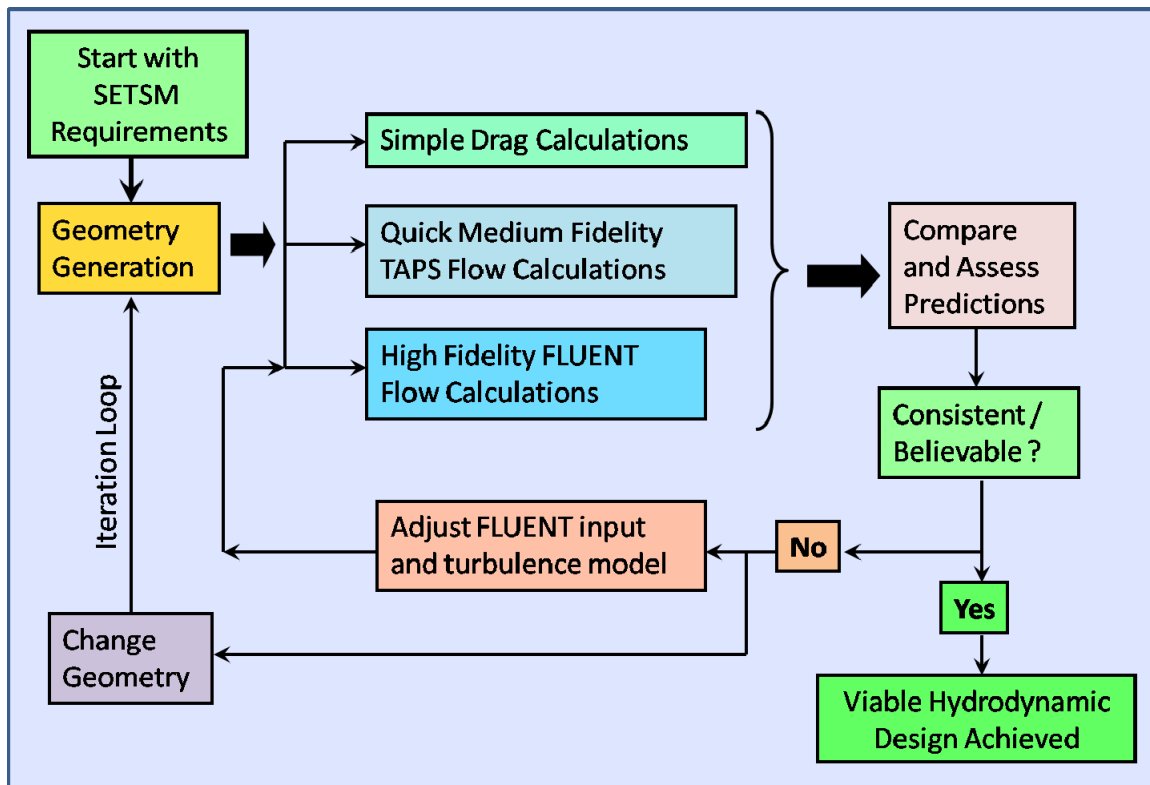 Start with
SETSM
Requirements
Geometry
Generation
Simple Drag Calculations
Quick Medium Fidelity
TAPS Flow Calculations
High Fidelity FLUENT
Flow Calculations
Compare
and Assess
Predictions
Consistent /
Believable ?
No
Yes
Adjust FLUENT input
and turbulence model
Iteration Loop
Change
Geometry
Viable Hydrodynamic
Design Achieved